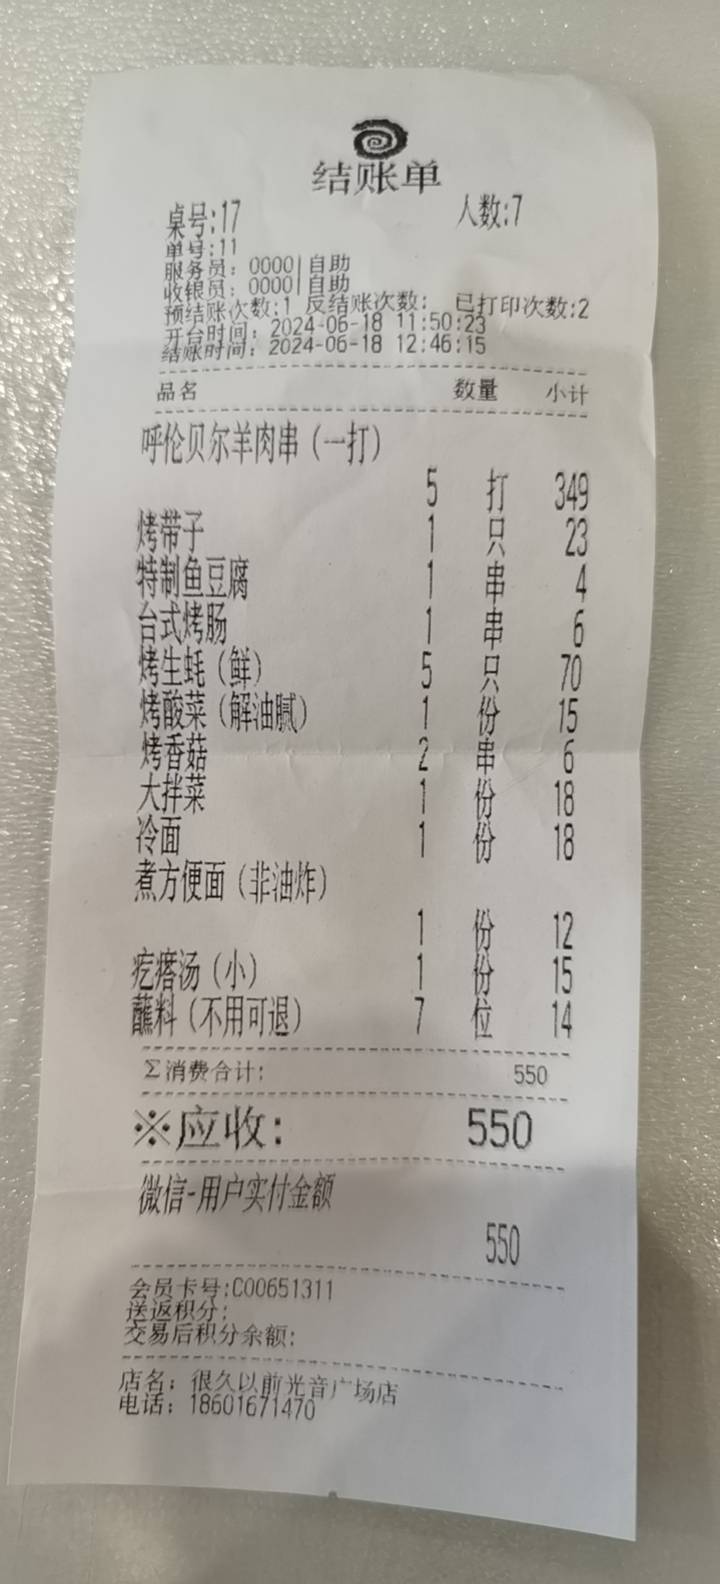 结账单
桌号:17 人数:7
单号:11
服务员: 0000|自助
收银员: 0000|自助
预结账次数:1 反结账次数: 已打印次数:2
开台时间: 2024-06-18 11:50:23
结账时间: 2024-06-18 12:46:15
品名 数量 小计
呼伦贝尔羊肉串(一打)
5 打 349
烤带子 1 只 23
特制鱼豆腐 1 串 4
台式烤肠 1 串 6
烤生蚝(鲜) 5 只 70
烤酸菜(解油腻) 1 份 15
烤香菇 2 串 6
大拌菜 1 份 18
冷面 1 份 18
煮方便面(非油炸)
1 份 12
疙瘩汤(小) 1 份 15
蘸料(不用可退) 7 位 14
Σ消费合计: 550
※应收: 550
微信-用户实付金额
550
会员卡号:C00651311
送返积分:
交易后积分余额:
店名: 很久以前光音广场店
电话: 18601671470